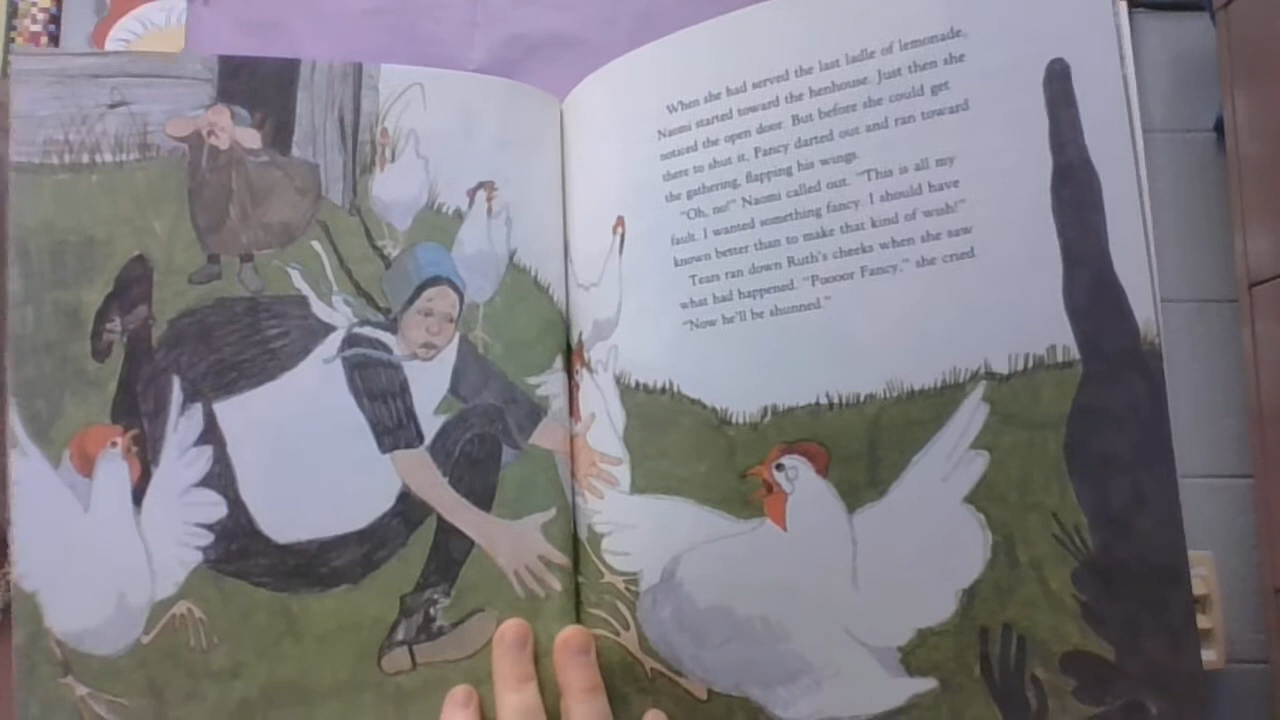 When she had served the last ladle of lemonade,
Naomi started toward the henhouse. Just then she
noticed the open door. But before she could get
there to shut it, Fancy darted out and ran toward
the gathering, flapping his wings.
"Oh, no!" Naomi called out. "This is all my
fault. I wanted something fancy. I should have
known better than to make that kind of wish!"
Tears ran down Ruth's cheeks when she saw
what had happened. "Poooor Fancy," she cried.
"Now he'll be shunned."